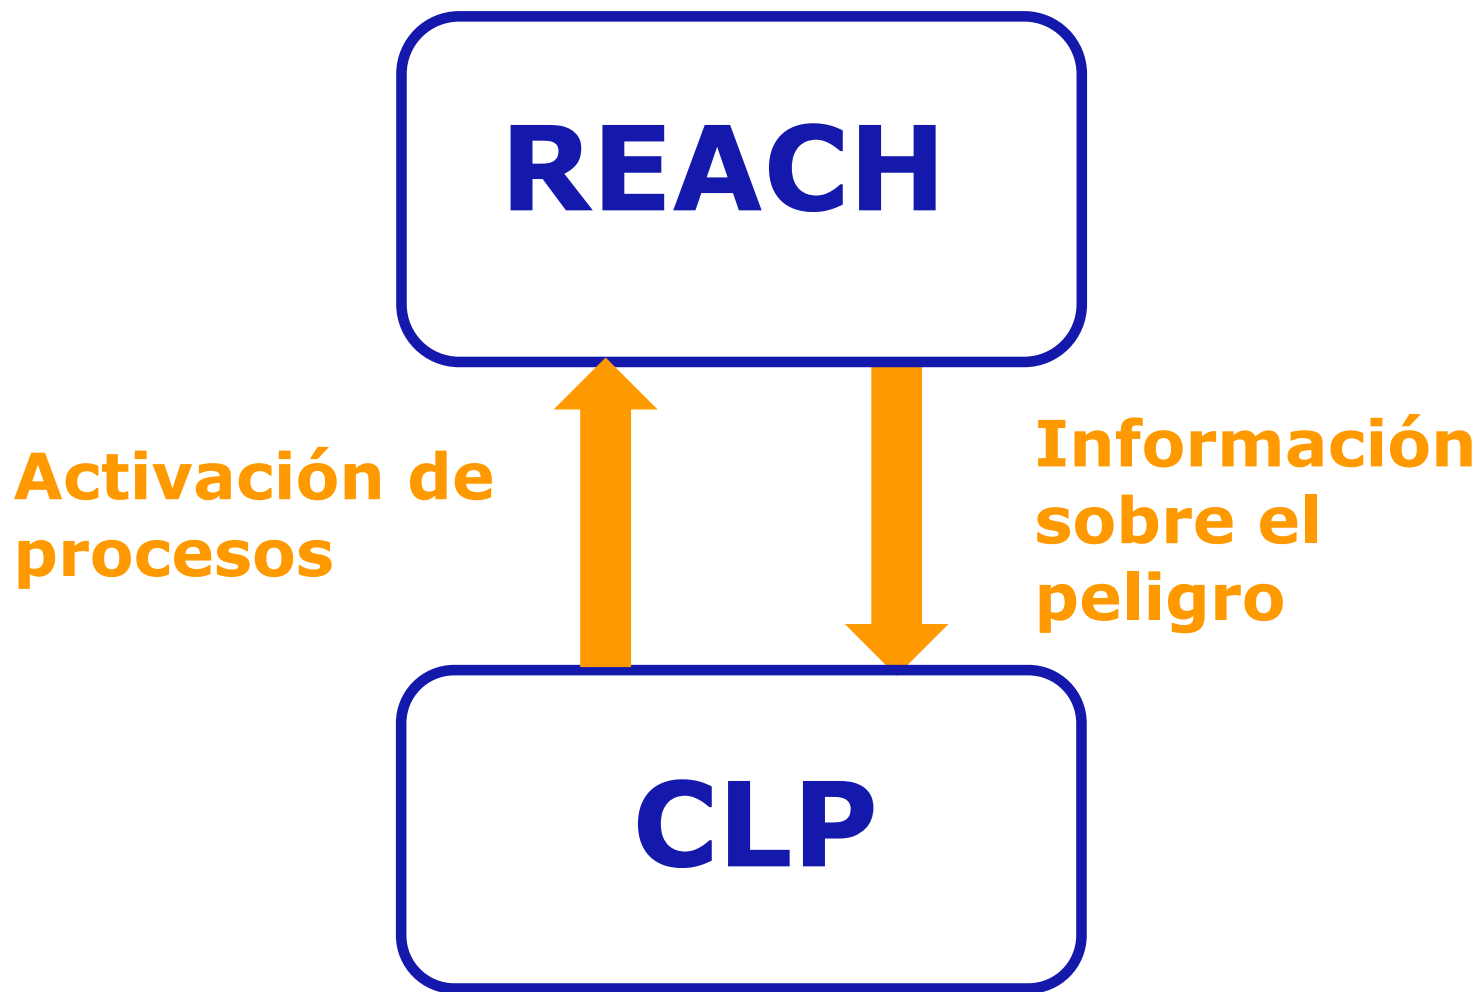 REACH
Activación de
procesos
Información
sobre el
peligro
CLP